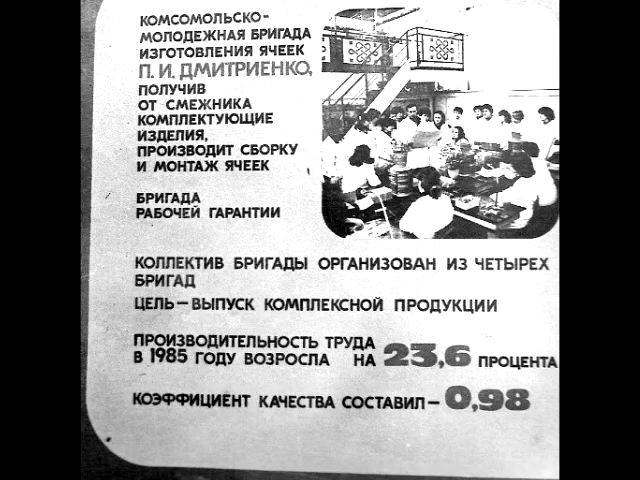 КОМСОМОЛЬСКО-
МОЛОДЕЖНАЯ БРИГАДА
ИЗГОТОВЛЕНИЯ ЯЧЕЕК
П. И. ДМИТРИЕНКО,
ПОЛУЧИВ
ОТ СМЕЖНИКА
КОМПЛЕКТУЮЩИЕ
ИЗДЕЛИЯ,
ПРОИЗВОДИТ СБОРКУ
И МОНТАЖ ЯЧЕЕК
БРИГАДА
РАБОЧЕЙ ГАРАНТИИ
КОЛЛЕКТИВ БРИГАДЫ ОРГАНИЗОВАН ИЗ ЧЕТЫРЕХ
БРИГАД
ЦЕЛЬ — ВЫПУСК КОМПЛЕКСНОЙ ПРОДУКЦИИ
ПРОИЗВОДИТЕЛЬНОСТЬ ТРУДА
В 1985 ГОДУ ВОЗРОСЛА НА 23,6 ПРОЦЕНТА
КОЭФФИЦИЕНТ КАЧЕСТВА СОСТАВИЛ — 0,98